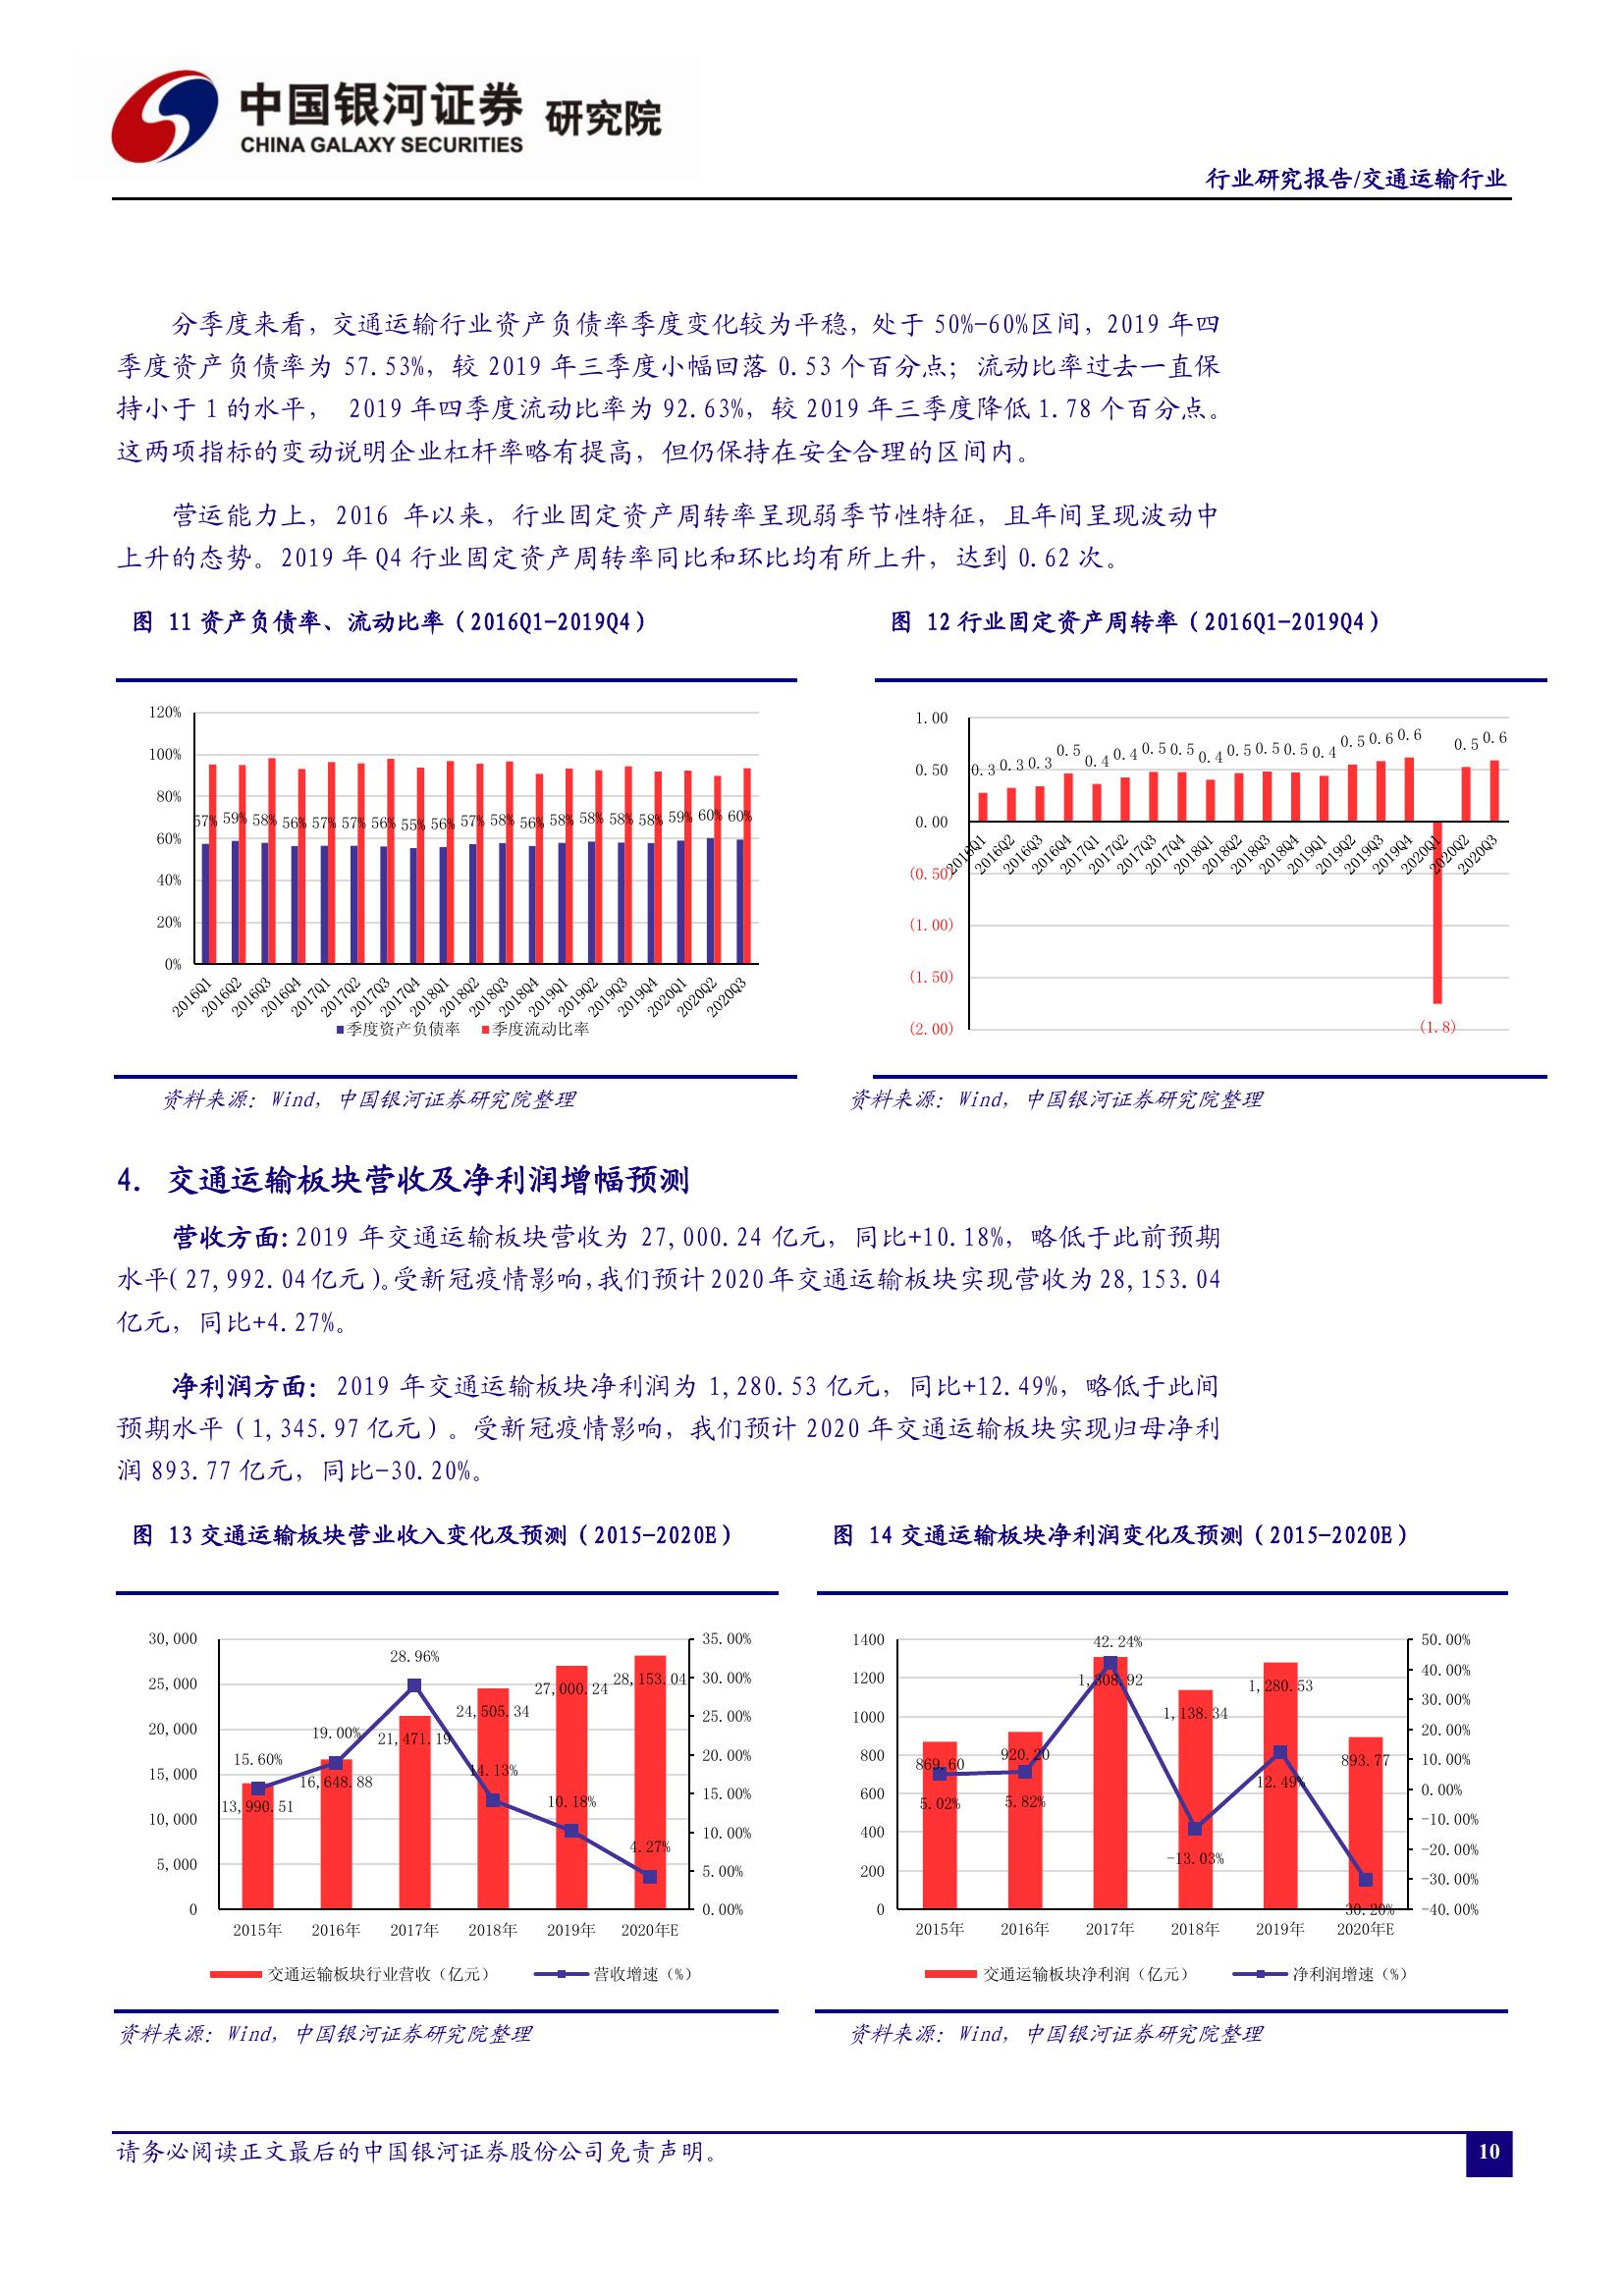 中国银河证券 研究院
CHINA GALAXY SECURITIES
行业研究报告/交通运输行业
分季度来看，交通运输行业资产负债率季度变化较为平稳，处于 50%-60%区间，2019 年四
季度资产负债率为 57.53%，较 2019 年三季度小幅回落 0.53 个百分点；流动比率过去一直保
持小于 1 的水平， 2019 年四季度流动比率为 92.63%，较 2019 年三季度降低 1.78 个百分点。
这两项指标的变动说明企业杠杆率略有提高，但仍保持在安全合理的区间内。
营运能力上，2016 年以来，行业固定资产周转率呈现弱季节性特征，且年间呈现波动中
上升的态势。2019 年 Q4 行业固定资产周转率同比和环比均有所上升，达到 0.62 次。
图 11 资产负债率、流动比率（2016Q1-2019Q4）
120%
100%
80%
60%
40%
20%
0%
57% 59% 58% 56% 57% 57% 56% 55% 56% 57% 58% 56% 58% 58% 58% 58% 59% 60% 60%
2016Q1 2016Q2 2016Q3 2016Q4 2017Q1 2017Q2 2017Q3 2017Q4 2018Q1 2018Q2 2018Q3 2018Q4 2019Q1 2019Q2 2019Q3 2019Q4 2020Q1 2020Q2 2020Q3
季度资产负债率 季度流动比率
资料来源：Wind，中国银河证券研究院整理
图 12 行业固定资产周转率（2016Q1-2019Q4）
1.00
0.50
0.00
(0.50)
(1.00)
(1.50)
(2.00)
0.3 0.3 0.3 0.5 0.4 0.4 0.5 0.5 0.4 0.5 0.5 0.5 0.4 0.5 0.6 0.6 (1.8) 0.5 0.6
2016Q1 2016Q2 2016Q3 2016Q4 2017Q1 2017Q2 2017Q3 2017Q4 2018Q1 2018Q2 2018Q3 2018Q4 2019Q1 2019Q2 2019Q3 2019Q4 2020Q1 2020Q2 2020Q3
资料来源：Wind，中国银河证券研究院整理
4. 交通运输板块营收及净利润增幅预测
营收方面：2019 年交通运输板块营收为 27,000.24 亿元，同比+10.18%，略低于此前预期
水平（27,992.04 亿元）。受新冠疫情影响，我们预计 2020 年交通运输板块实现营收为 28,153.04
亿元，同比+4.27%。
净利润方面：2019 年交通运输板块净利润为 1,280.53 亿元，同比+12.49%，略低于此间
预期水平（1,345.97 亿元）。受新冠疫情影响，我们预计 2020 年交通运输板块实现归母净利
润 893.77 亿元，同比-30.20%。
图 13 交通运输板块营业收入变化及预测（2015-2020E）
30,000
25,000
20,000
15,000
10,000
5,000
0
35.00%
30.00%
25.00%
20.00%
15.00%
10.00%
5.00%
0.00%
15.60% 19.00% 28.96% 14.13% 10.18% 4.27%
13,990.51 16,648.88 21,471.19 24,505.34 27,000.24 28,153.04
2015年 2016年 2017年 2018年 2019年 2020年E
交通运输板块行业营收（亿元） 营收增速（%）
资料来源：Wind，中国银河证券研究院整理
图 14 交通运输板块净利润变化及预测（2015-2020E）
1400
1200
1000
800
600
400
200
0
50.00%
40.00%
30.00%
20.00%
10.00%
0.00%
-10.00%
-20.00%
-30.00%
-40.00%
869.60 920.20 1,308.92 1,138.34 1,280.53 893.77
5.02% 5.82% 42.24% -13.03% 12.49% -30.20%
2015年 2016年 2017年 2018年 2019年 2020年E
交通运输板块净利润（亿元） 净利润增速（%）
资料来源：Wind，中国银河证券研究院整理
请务必阅读正文最后的中国银河证券股份公司免责声明。
10